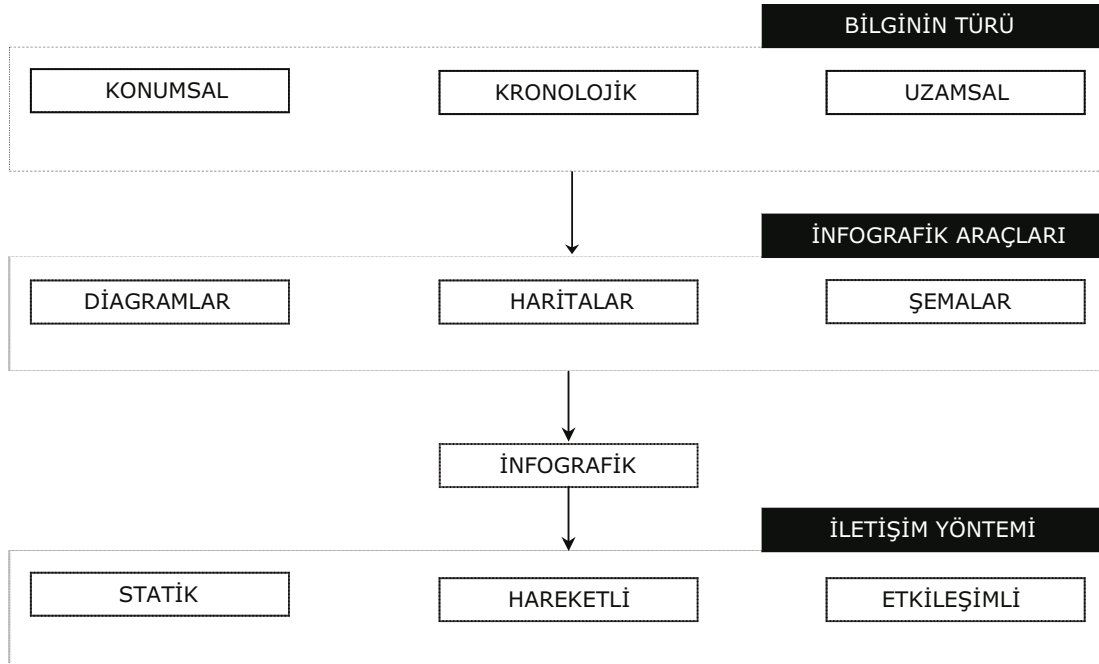 BİLGİNİN TÜRÜ
KONUMSAL
KRONOLOJİK
UZAMSAL
İNFOGRAFİK ARAÇLARI
DİAGRAMLAR
HARİTALAR
ŞEMALAR
İNFOGRAFİK
İLETİŞİM YÖNTEMİ
STATİK
HAREKETLİ
ETKİLEŞİMLİ